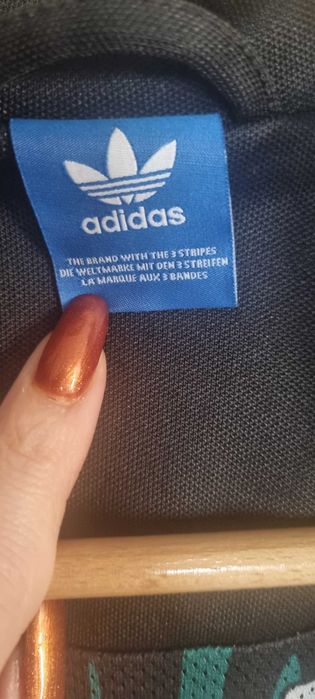 adidas
THE BRAND WITH THE 3 STRIPES
DIE WELTMARKE MIT DEN 3 STREIFEN
LA MARQUE AUX 3 BANDES